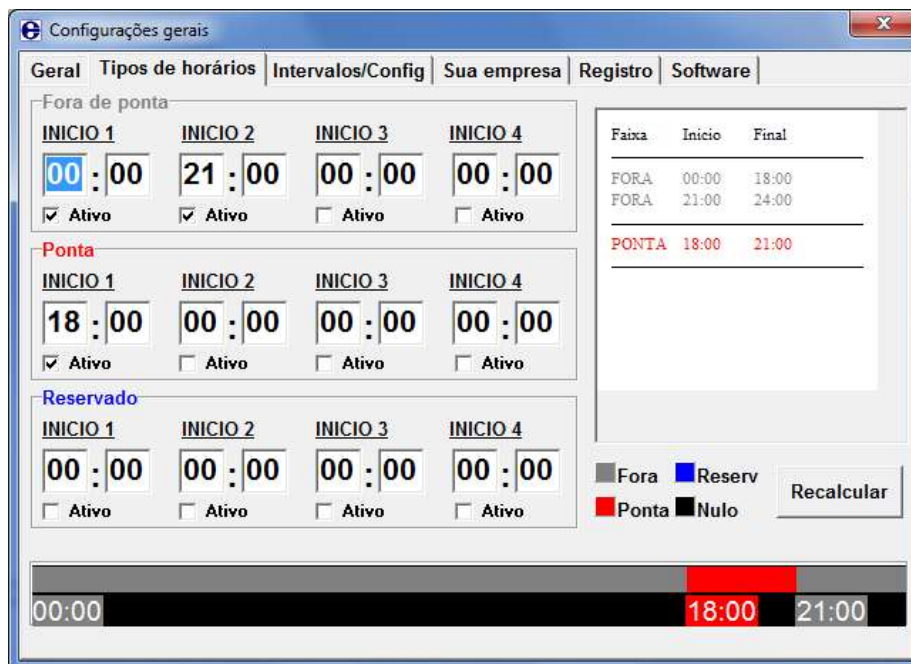 Configurações gerais
Geral Tipos de horários Intervalos/Config Sua empresa Registro Software
Fora de ponta
INICIO 1 INICIO 2 INICIO 3 INICIO 4
00 : 00 21 : 00 00 : 00 00 : 00
Ativo Ativo Ativo Ativo
Ponta
INICIO 1 INICIO 2 INICIO 3 INICIO 4
18 : 00 00 : 00 00 : 00 00 : 00
Ativo Ativo Ativo Ativo
Reservado
INICIO 1 INICIO 2 INICIO 3 INICIO 4
00 : 00 00 : 00 00 : 00 00 : 00
Ativo Ativo Ativo Ativo
Faixa Inicio Final
FORA 00:00 18:00
FORA 21:00 24:00
PONTA 18:00 21:00
Fora Reserv
Ponta Nulo
Recalcular
00:00 18:00 21:00